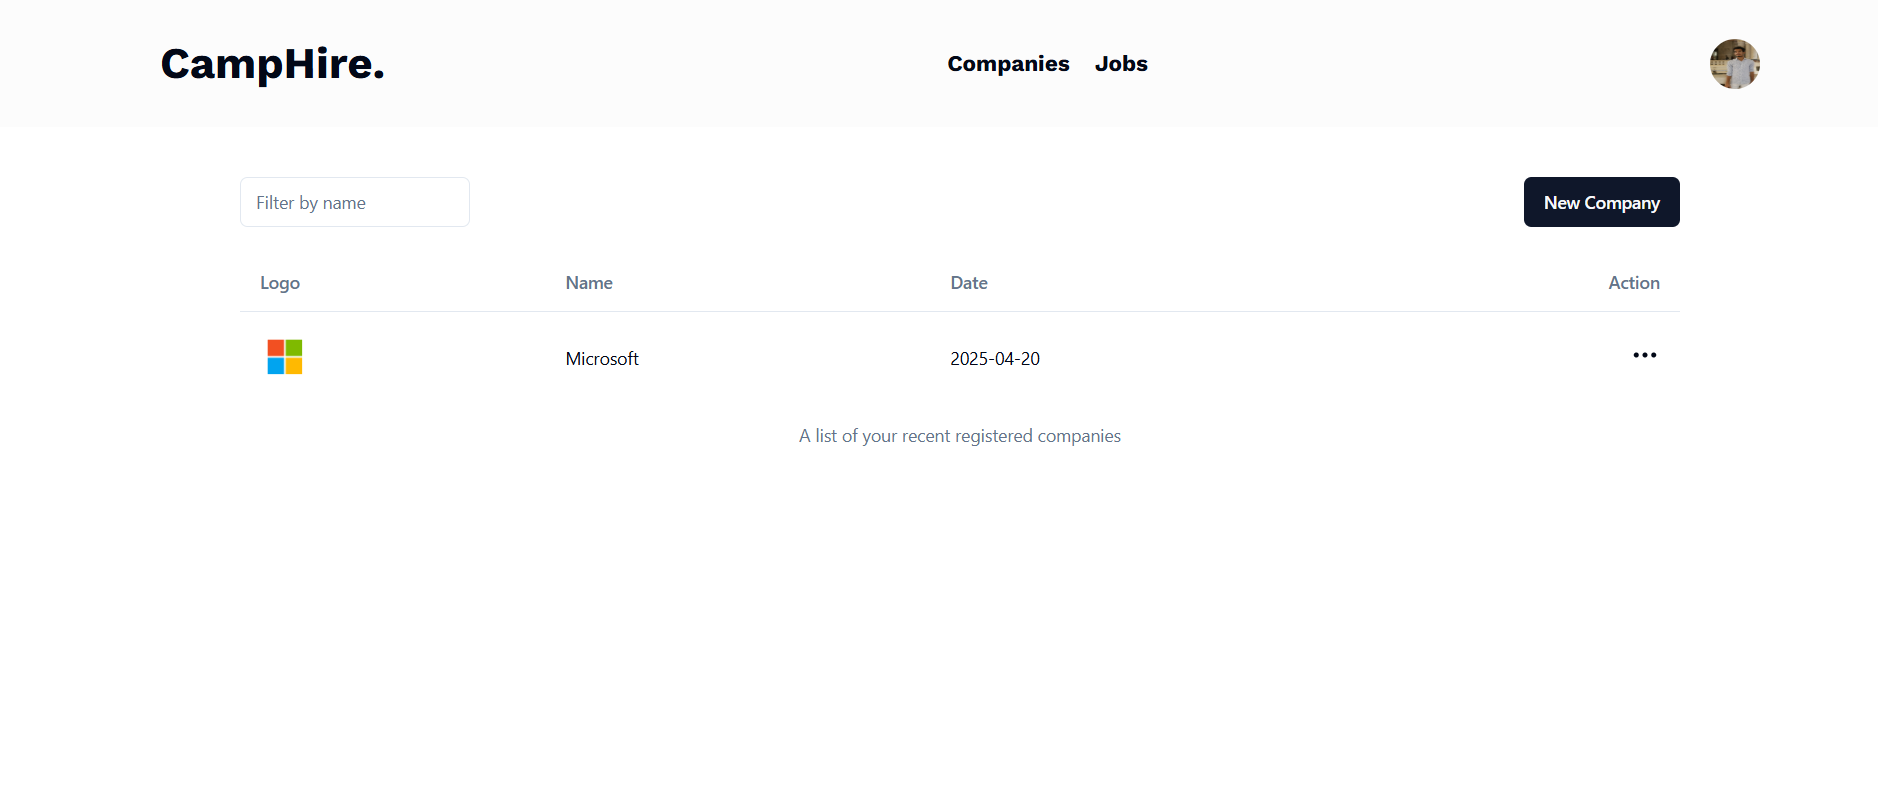 CampHire.
Companies Jobs
Filter by name
New Company
Logo Name Date Action
Microsoft 2025-04-20
A list of your recent registered companies